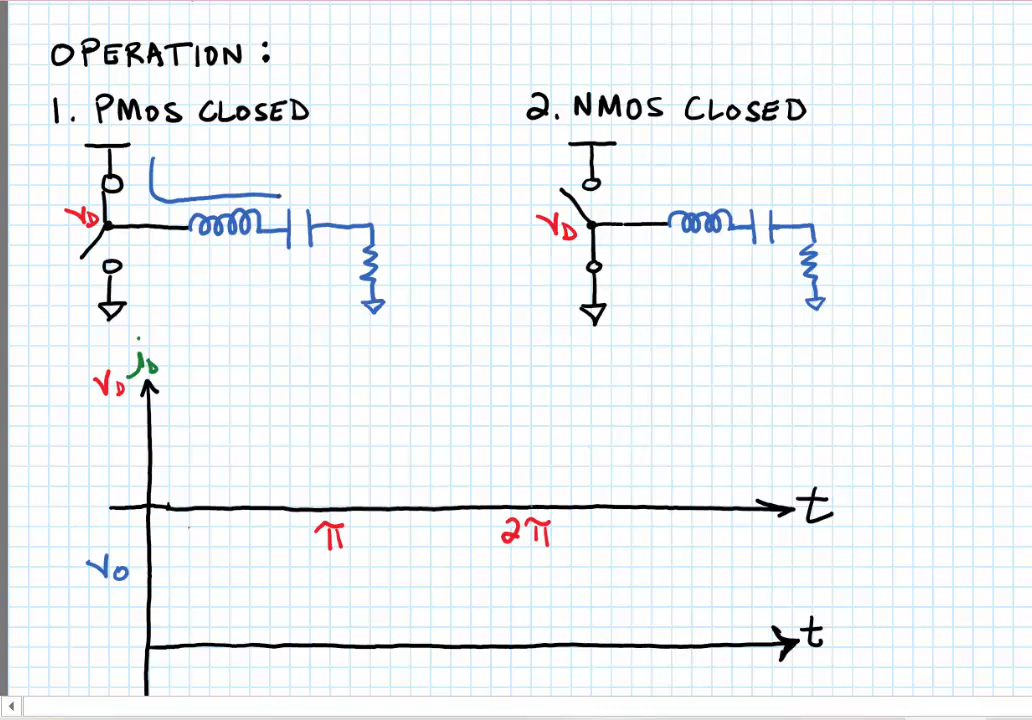 OPERATION:
1. PMOS CLOSED
2. NMOS CLOSED
VD
VD
VD iD
t
π 2π
VO
t